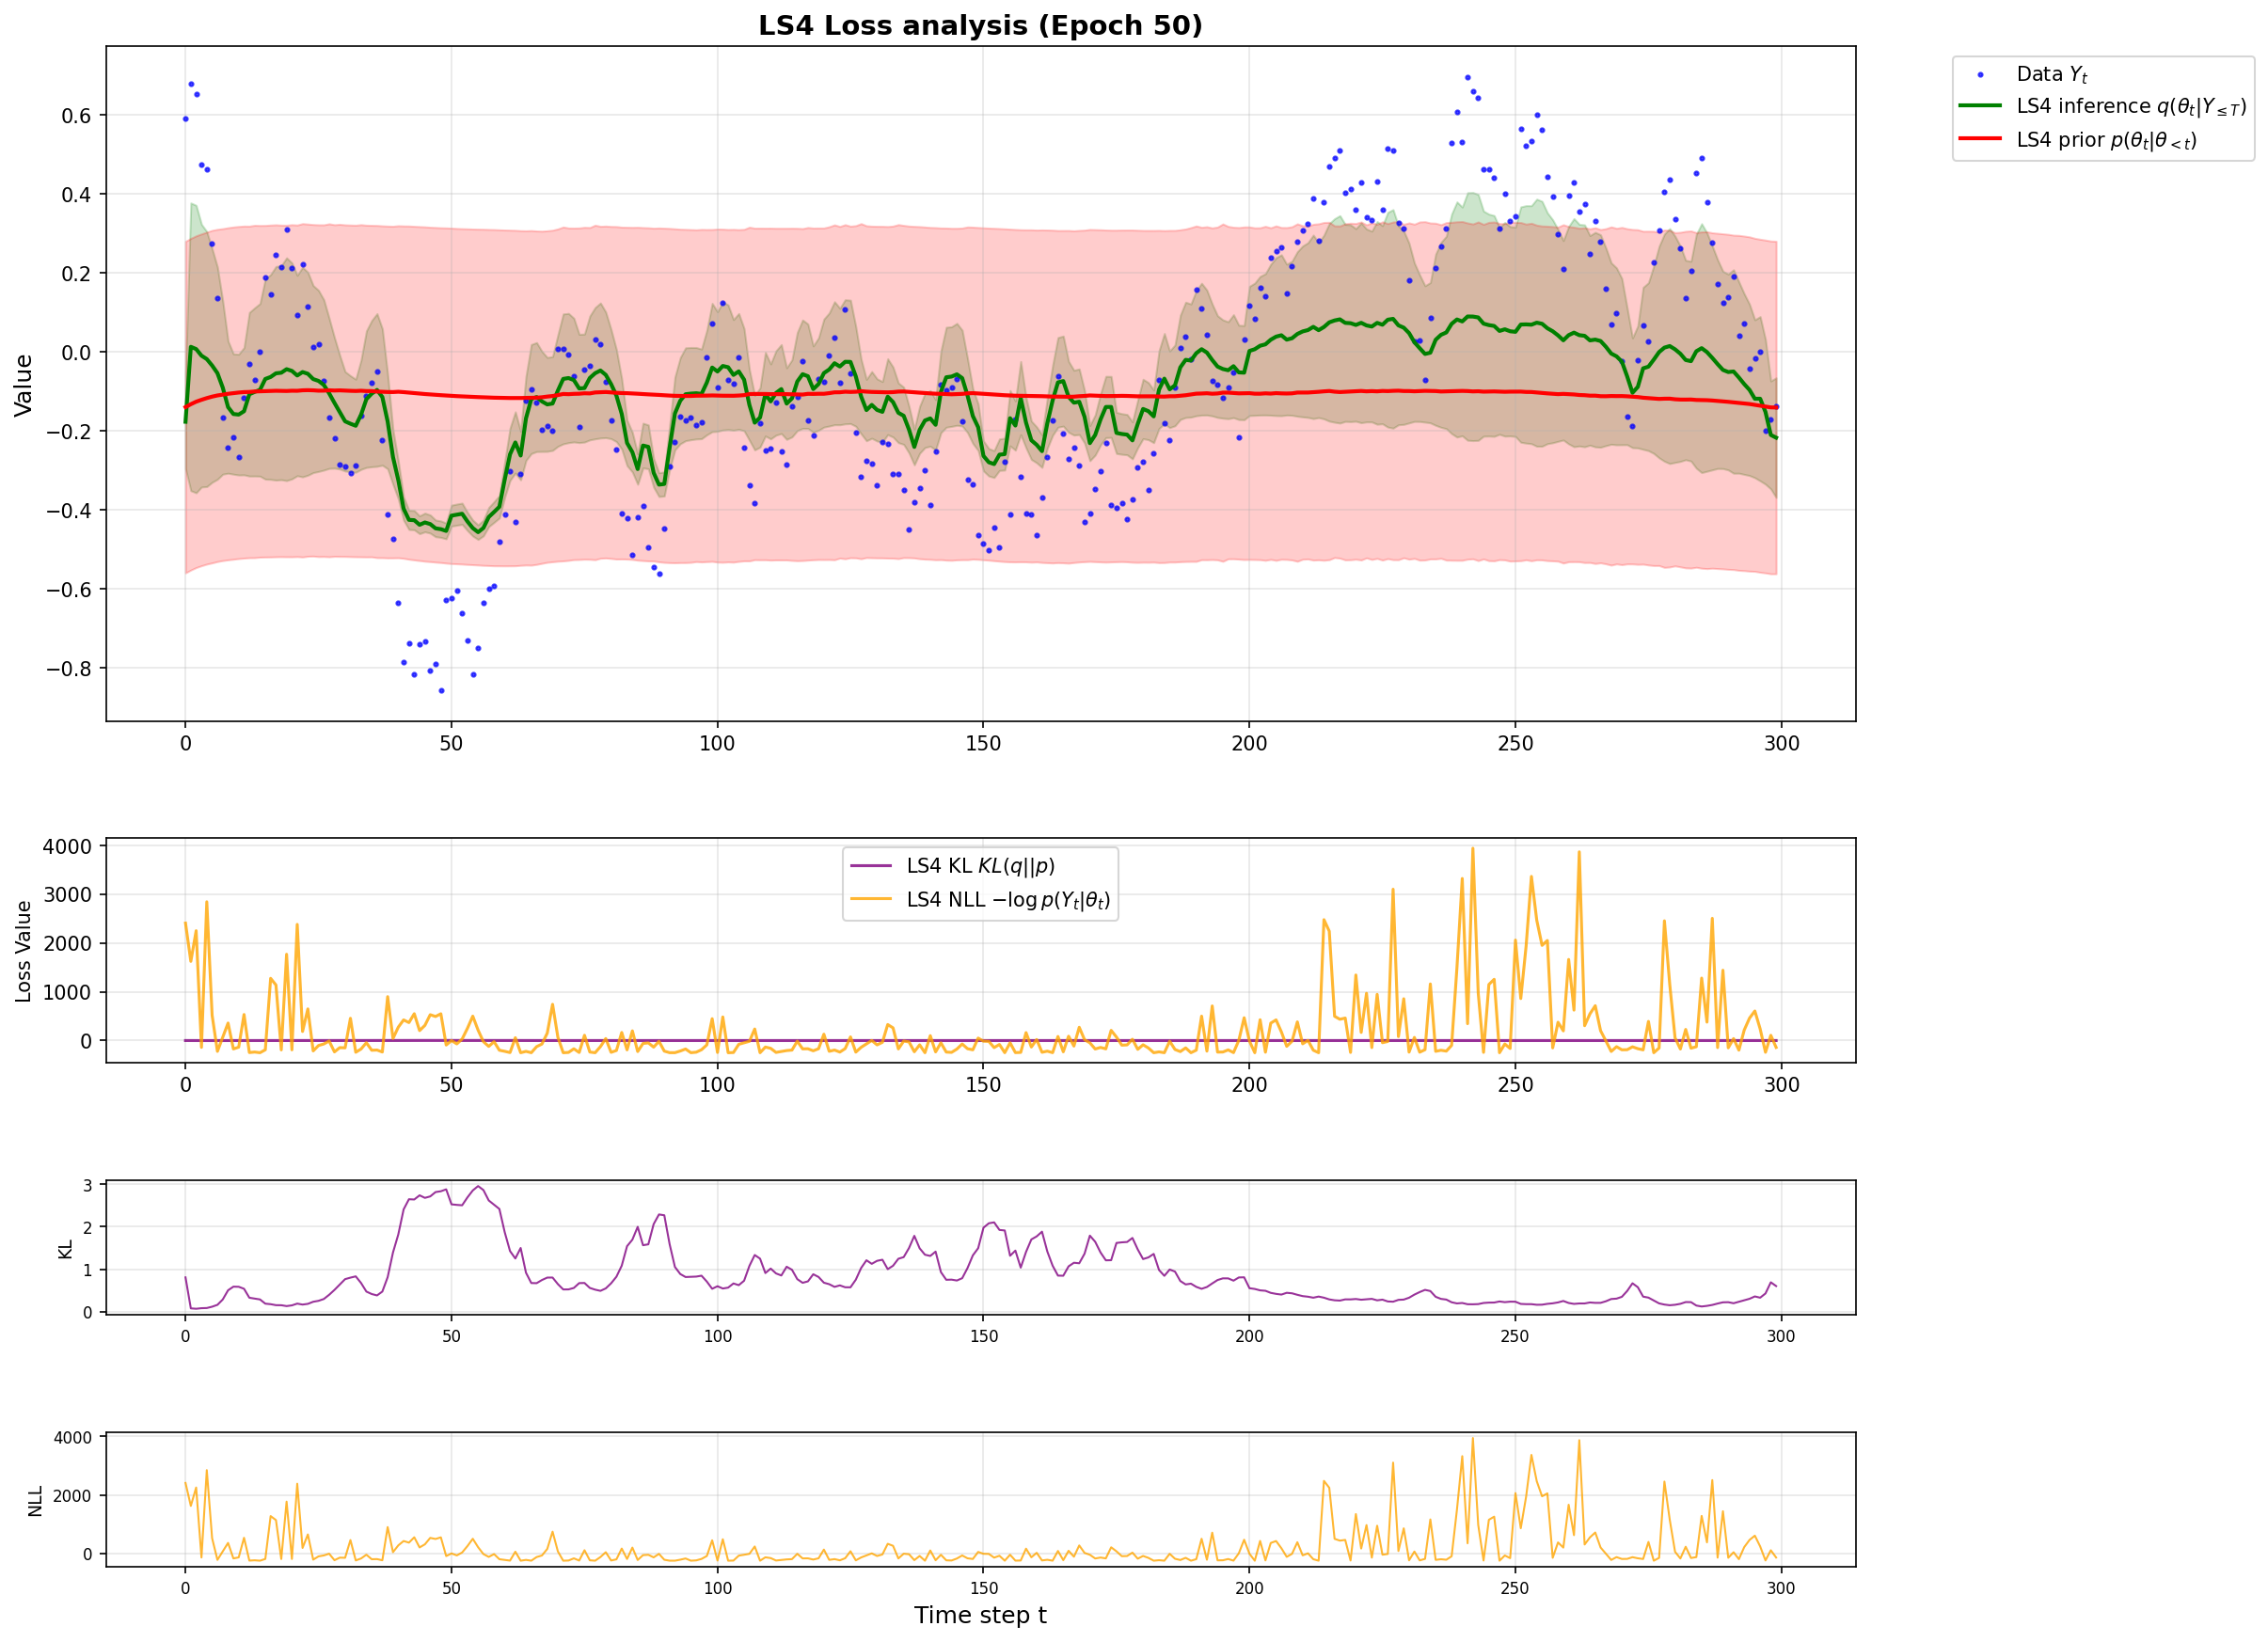 LS4 Loss analysis (Epoch 50)
Data Y_t
LS4 inference q(θ_t|Y_{≤T})
LS4 prior p(θ_t|θ_{<t})
Value
0.6
0.4
0.2
0.0
−0.2
−0.4
−0.6
−0.8
0 50 100 150 200 250 300
LS4 KL KL(q||p)
LS4 NLL −log p(Y_t|θ_t)
Loss Value
4000
3000
2000
1000
0
0 50 100 150 200 250 300
KL
3
2
1
0
0 50 100 150 200 250 300
NLL
4000
2000
0
0 50 100 150 200 250 300
Time step t